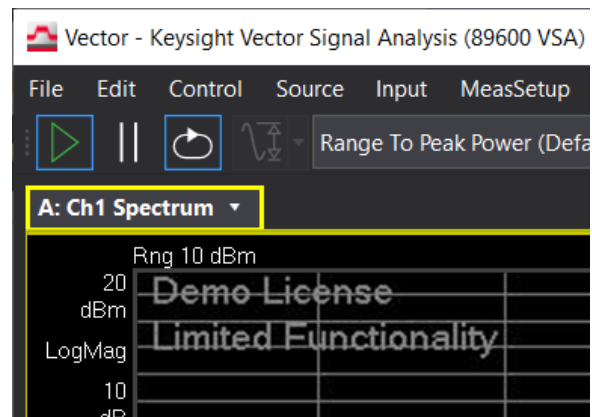 Vector - Keysight Vector Signal Analysis (89600 VSA)
File Edit Control Source Input MeasSetup
Range To Peak Power (Defa
A: Ch1 Spectrum
Rng 10 dBm
20
dBm
Demo License
Limited Functionality
LogMag
10
dB